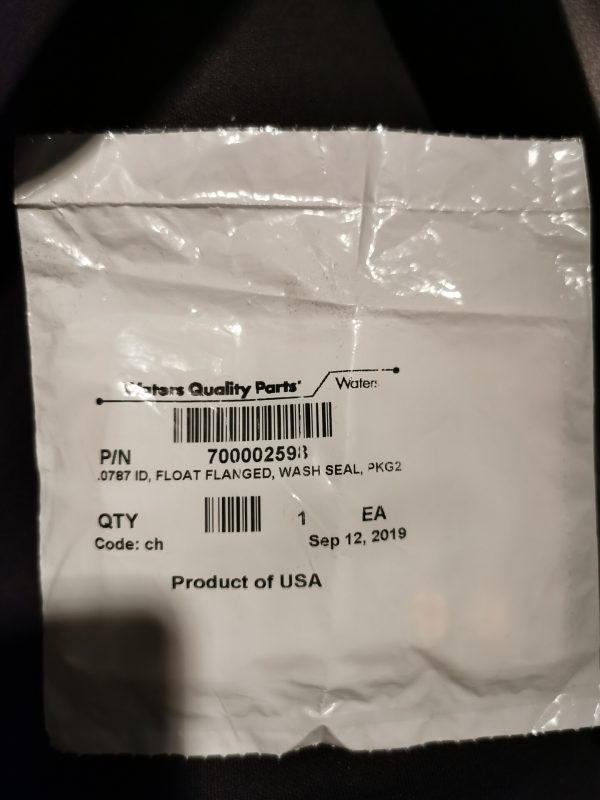 Waters Quality Parts®
Waters
P/N 700002598
.0787 ID, FLOAT FLANGED, WASH SEAL, PKG2
QTY 1 EA
Code: ch Sep 12, 2019
Product of USA